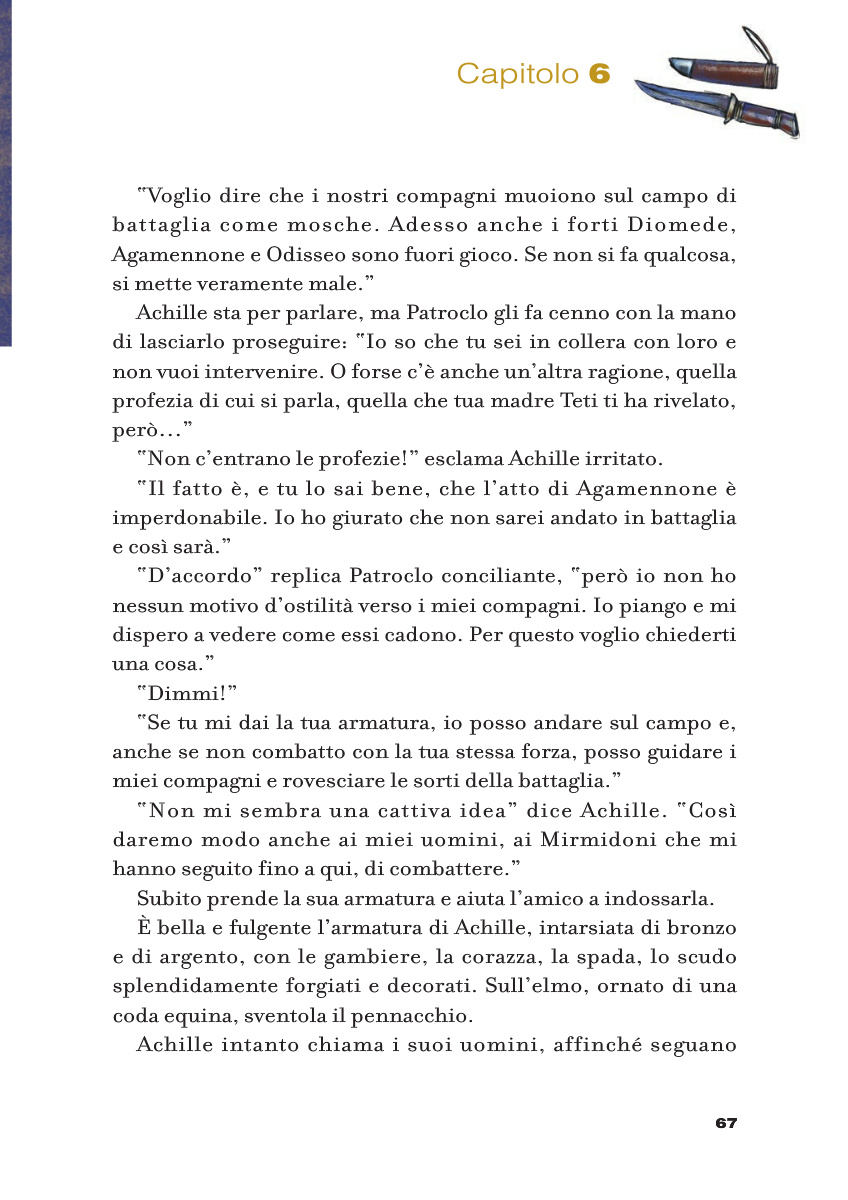 Capitolo 6
"Voglio dire che i nostri compagni muoiono sul campo di
battaglia come mosche. Adesso anche i forti Diomede,
Agamennone e Odisseo sono fuori gioco. Se non si fa qualcosa,
si mette veramente male.”
Achille sta per parlare, ma Patroclo gli fa cenno con la mano
di lasciarlo proseguire: "Io so che tu sei in collera con loro e
non vuoi intervenire. O forse c’è anche un’altra ragione, quella
profezia di cui si parla, quella che tua madre Teti ti ha rivelato,
però...”
"Non c’entrano le profezie!” esclama Achille irritato.
"Il fatto è, e tu lo sai bene, che l’atto di Agamennone è
imperdonabile. Io ho giurato che non sarei andato in battaglia
e così sarà.”
"D’accordo” replica Patroclo conciliante, "però io non ho
nessun motivo d’ostilità verso i miei compagni. Io piango e mi
dispero a vedere come essi cadono. Per questo voglio chiederti
una cosa.”
"Dimmi!”
"Se tu mi dai la tua armatura, io posso andare sul campo e,
anche se non combatto con la tua stessa forza, posso guidare i
miei compagni e rovesciare le sorti della battaglia.”
"Non mi sembra una cattiva idea” dice Achille. "Così
daremo modo anche ai miei uomini, ai Mirmidoni che mi
hanno seguito fino a qui, di combattere.”
Subito prende la sua armatura e aiuta l’amico a indossarla.
È bella e fulgente l’armatura di Achille, intarsiata di bronzo
e di argento, con le gambiere, la corazza, la spada, lo scudo
splendidamente forgiati e decorati. Sull’elmo, ornato di una
coda equina, sventola il pennacchio.
Achille intanto chiama i suoi uomini, affinché seguano
67